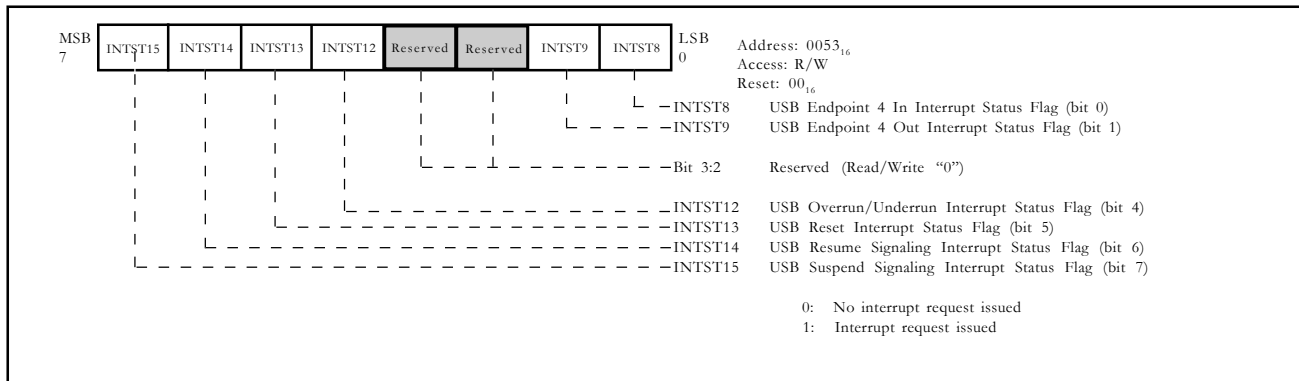 MSB
7
INTST15 INTST14 INTST13 INTST12 Reserved Reserved INTST9 INTST8
LSB
0
Address: 0053₁₆
Access: R/W
Reset: 00₁₆
INTST8 USB Endpoint 4 In Interrupt Status Flag (bit 0)
INTST9 USB Endpoint 4 Out Interrupt Status Flag (bit 1)
Bit 3:2 Reserved (Read/Write “0”)
INTST12 USB Overrun/Underrun Interrupt Status Flag (bit 4)
INTST13 USB Reset Interrupt Status Flag (bit 5)
INTST14 USB Resume Signaling Interrupt Status Flag (bit 6)
INTST15 USB Suspend Signaling Interrupt Status Flag (bit 7)
0: No interrupt request issued
1: Interrupt request issued